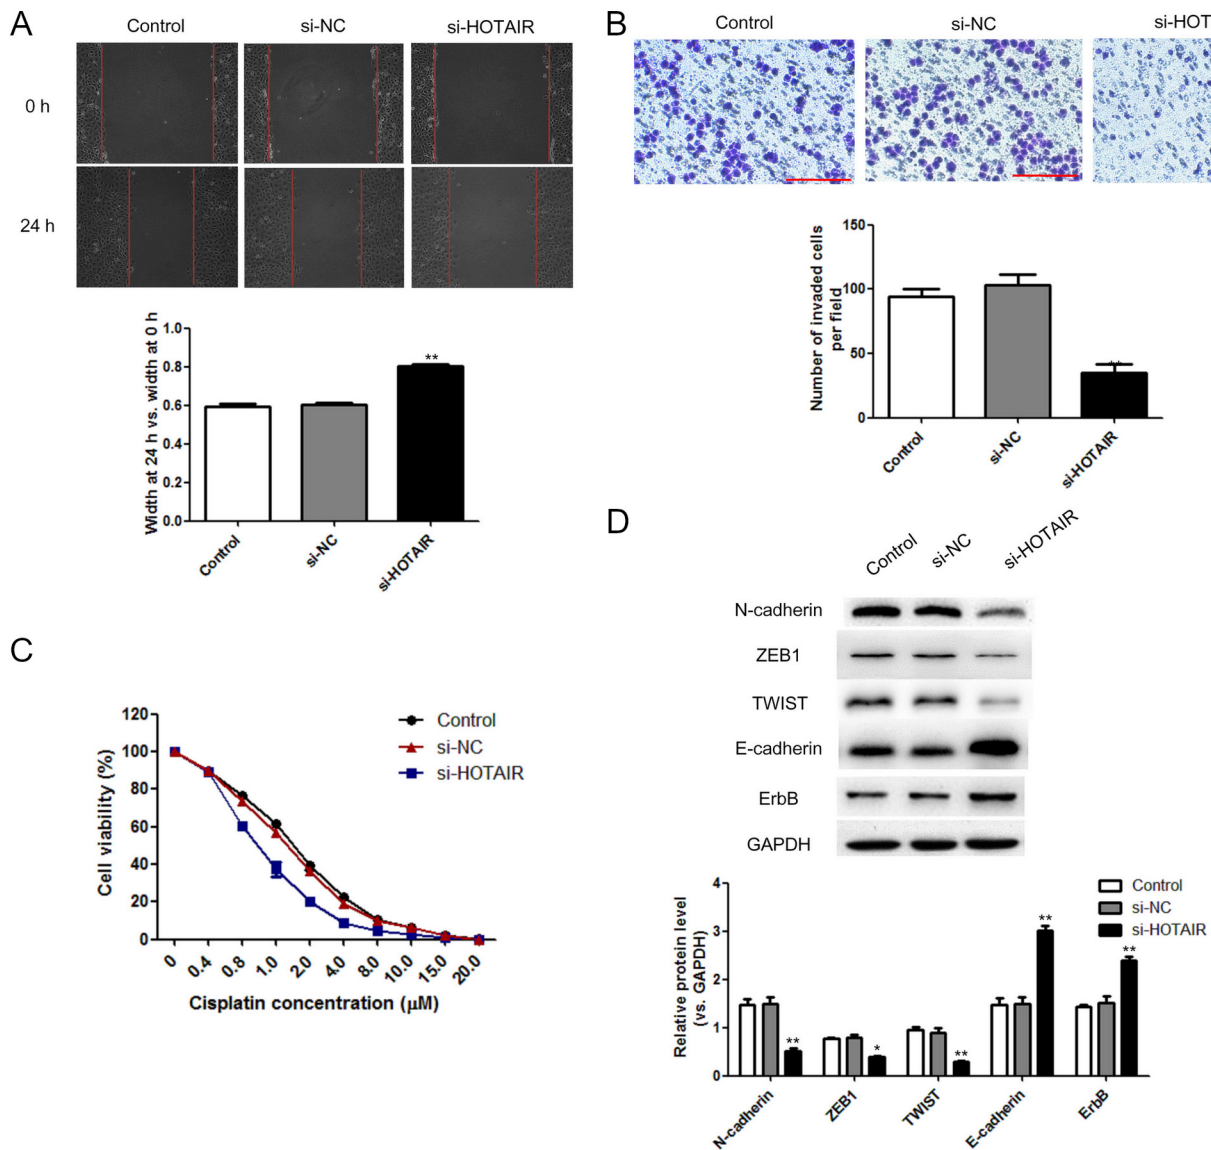 A
Control
si-NC
si-HOTAIR
0 h
24 h
Width at 24 h vs. width at 0 h
1.0
0.8
0.6
0.4
0.2
0.0
**
Control
si-NC
si-HOTAIR
B
Control
si-NC
si-HOT
Number of invaded cells
per field
150
100
50
0
**
Control
si-NC
si-HOTAIR
C
Cell viability (%)
120
100
80
60
40
20
0
Control
si-NC
si-HOTAIR
0
0.4
0.8
1.0
2.0
4.0
8.0
10.0
15.0
20.0
Cisplatin concentration (μM)
D
Control
si-NC
si-HOTAIR
N-cadherin
ZEB1
TWIST
E-cadherin
ErbB
GAPDH
Relative protein level
(vs. GAPDH)
4
3
2
1
0
Control
si-NC
si-HOTAIR
**
*
**
**
**
N-cadherin
ZEB1
TWIST
E-cadherin
ErbB